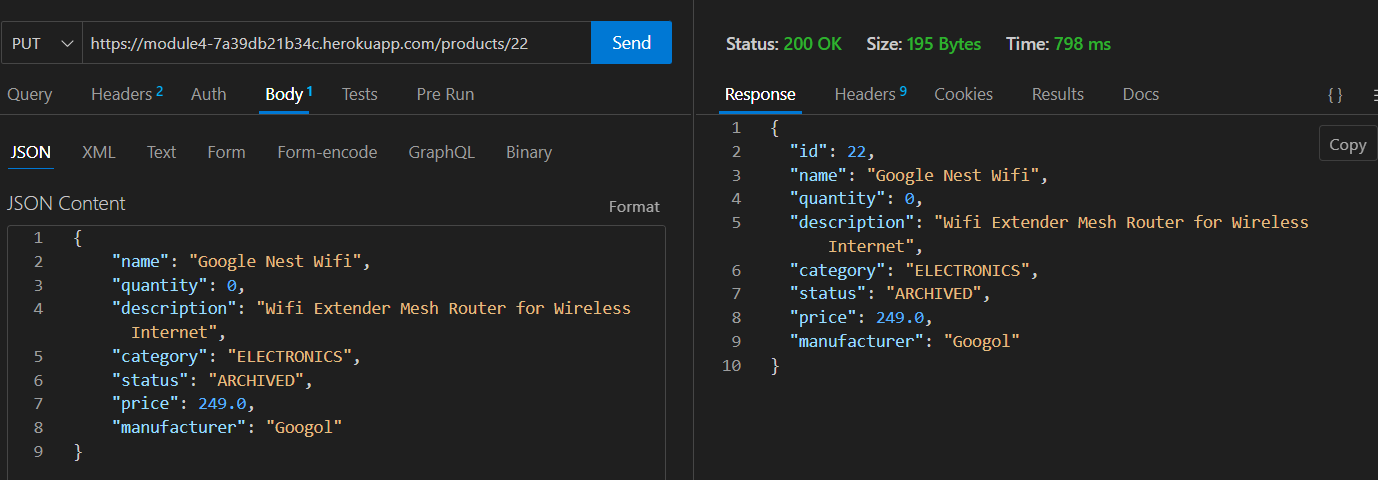 PUT https://module4-7a39db21b34c.herokuapp.com/products/22 Send
Query Headers 2 Auth Body 1 Tests Pre Run
JSON XML Text Form Form-encode GraphQL Binary
JSON Content Format
1 {
2 "name": "Google Nest Wifi",
3 "quantity": 0,
4 "description": "Wifi Extender Mesh Router for Wireless
Internet",
5 "category": "ELECTRONICS",
6 "status": "ARCHIVED",
7 "price": 249.0,
8 "manufacturer": "Googol"
9 }
Status: 200 OK Size: 195 Bytes Time: 798 ms
Response Headers 9 Cookies Results Docs { }
Copy
1 {
2 "id": 22,
3 "name": "Google Nest Wifi",
4 "quantity": 0,
5 "description": "Wifi Extender Mesh Router for Wireless
Internet",
6 "category": "ELECTRONICS",
7 "status": "ARCHIVED",
8 "price": 249.0,
9 "manufacturer": "Googol"
10 }